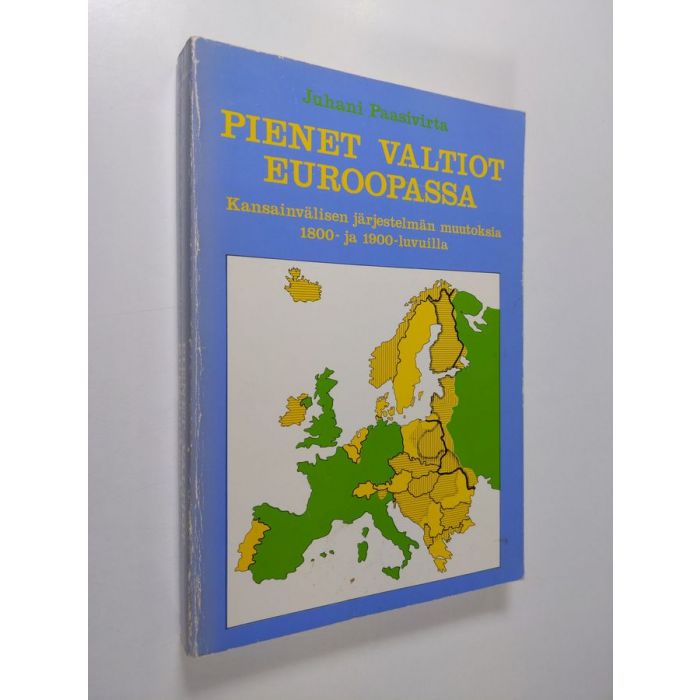 Juhani Paasivirta
PIENET VALTIOT
EUROOPASSA
Kansainvälisen järjestelmän muutoksia
1800- ja 1900-luvuilla